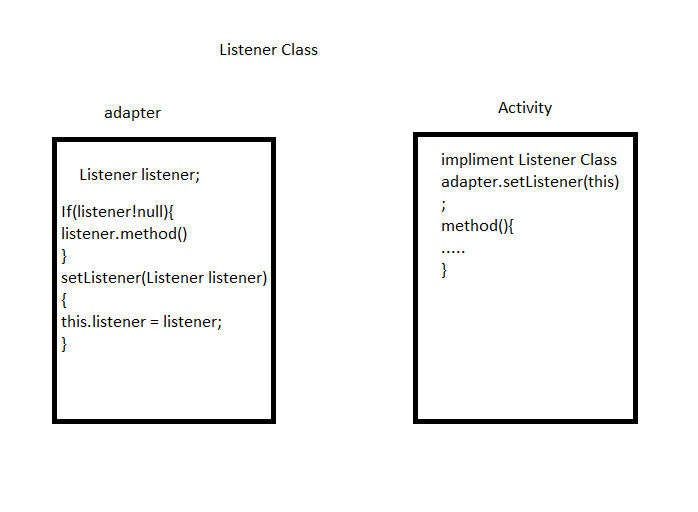 Listener Class
adapter
Listener listener;
If(listener!null){
listener.method()
}
setListener(Listener listener)
{
this.listener = listener;
}
Activity
impliment Listener Class
adapter.setListener(this)
;
method(){
.....
}